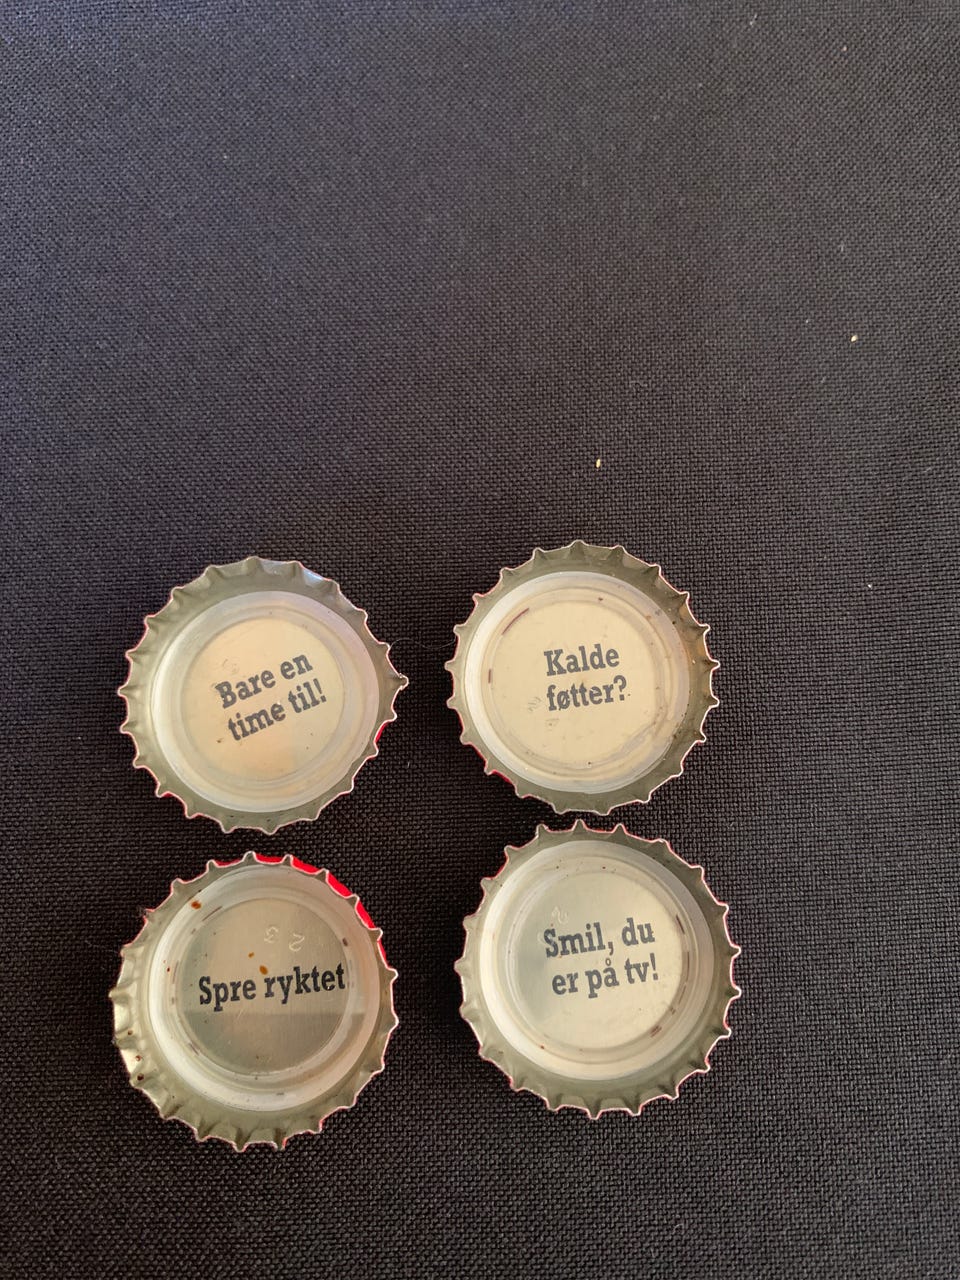 Bare en
time til!
Kalde
føtter?
Spre ryktet
Smil, du
er på tv!